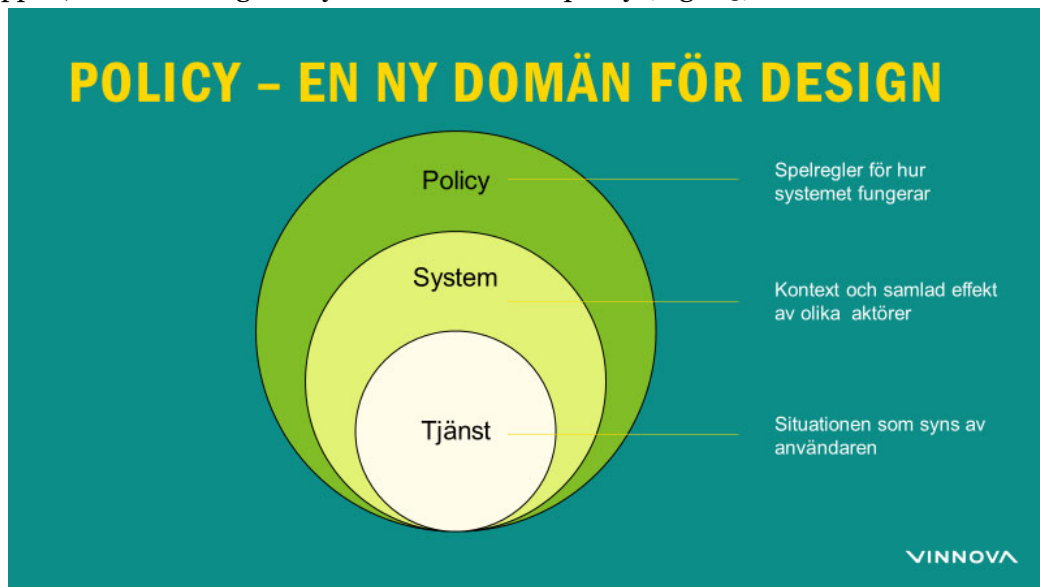 POLICY – EN NY DOMÄN FÖR DESIGN
Policy
Spelregler för hur
systemet fungerar
System
Kontext och samlad effekt
av olika aktörer
Tjänst
Situationen som syns av
användaren
VINNOVA